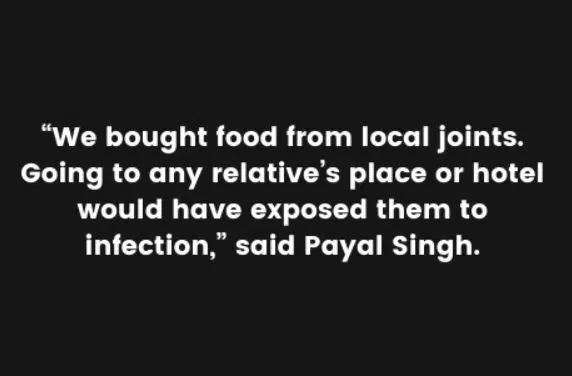 “We bought food from local joints.
Going to any relative’s place or hotel
would have exposed them to
infection,” said Payal Singh.